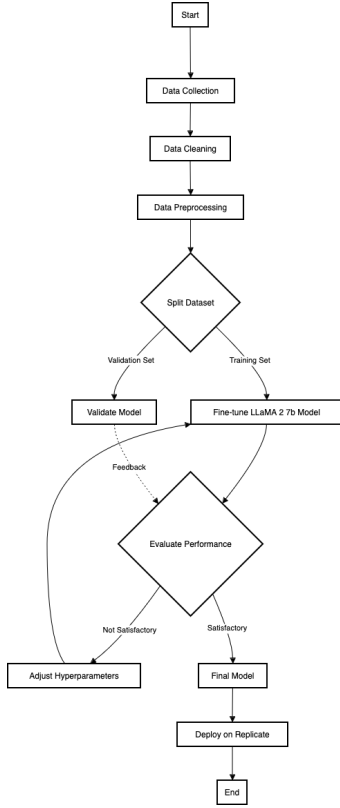 Start
Data Collection
Data Cleaning
Data Preprocessing
Split Dataset
Validation Set
Training Set
Validate Model
Fine-tune LLaMA 2 7b Model
Feedback
Evaluate Performance
Not Satisfactory
Satisfactory
Adjust Hyperparameters
Final Model
Deploy on Replicate
End